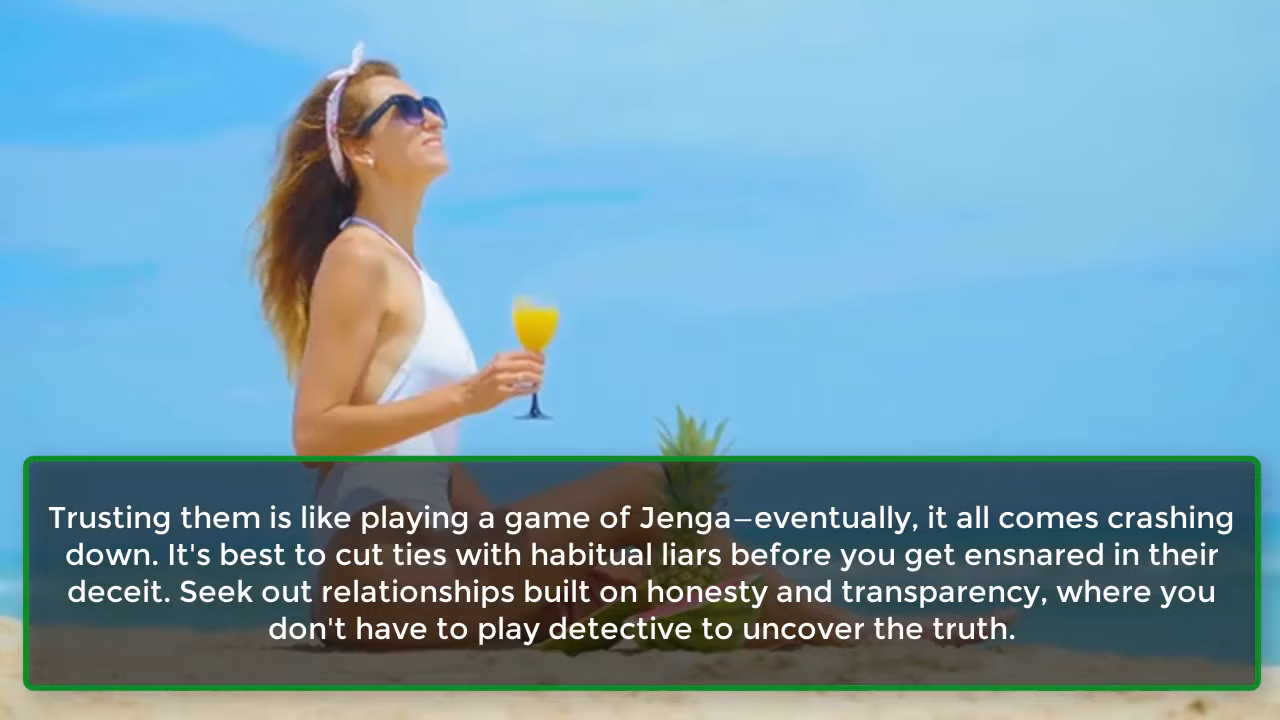 Trusting them is like playing a game of Jenga—eventually, it all comes crashing
down. It's best to cut ties with habitual liars before you get ensnared in their
deceit. Seek out relationships built on honesty and transparency, where you
don't have to play detective to uncover the truth.